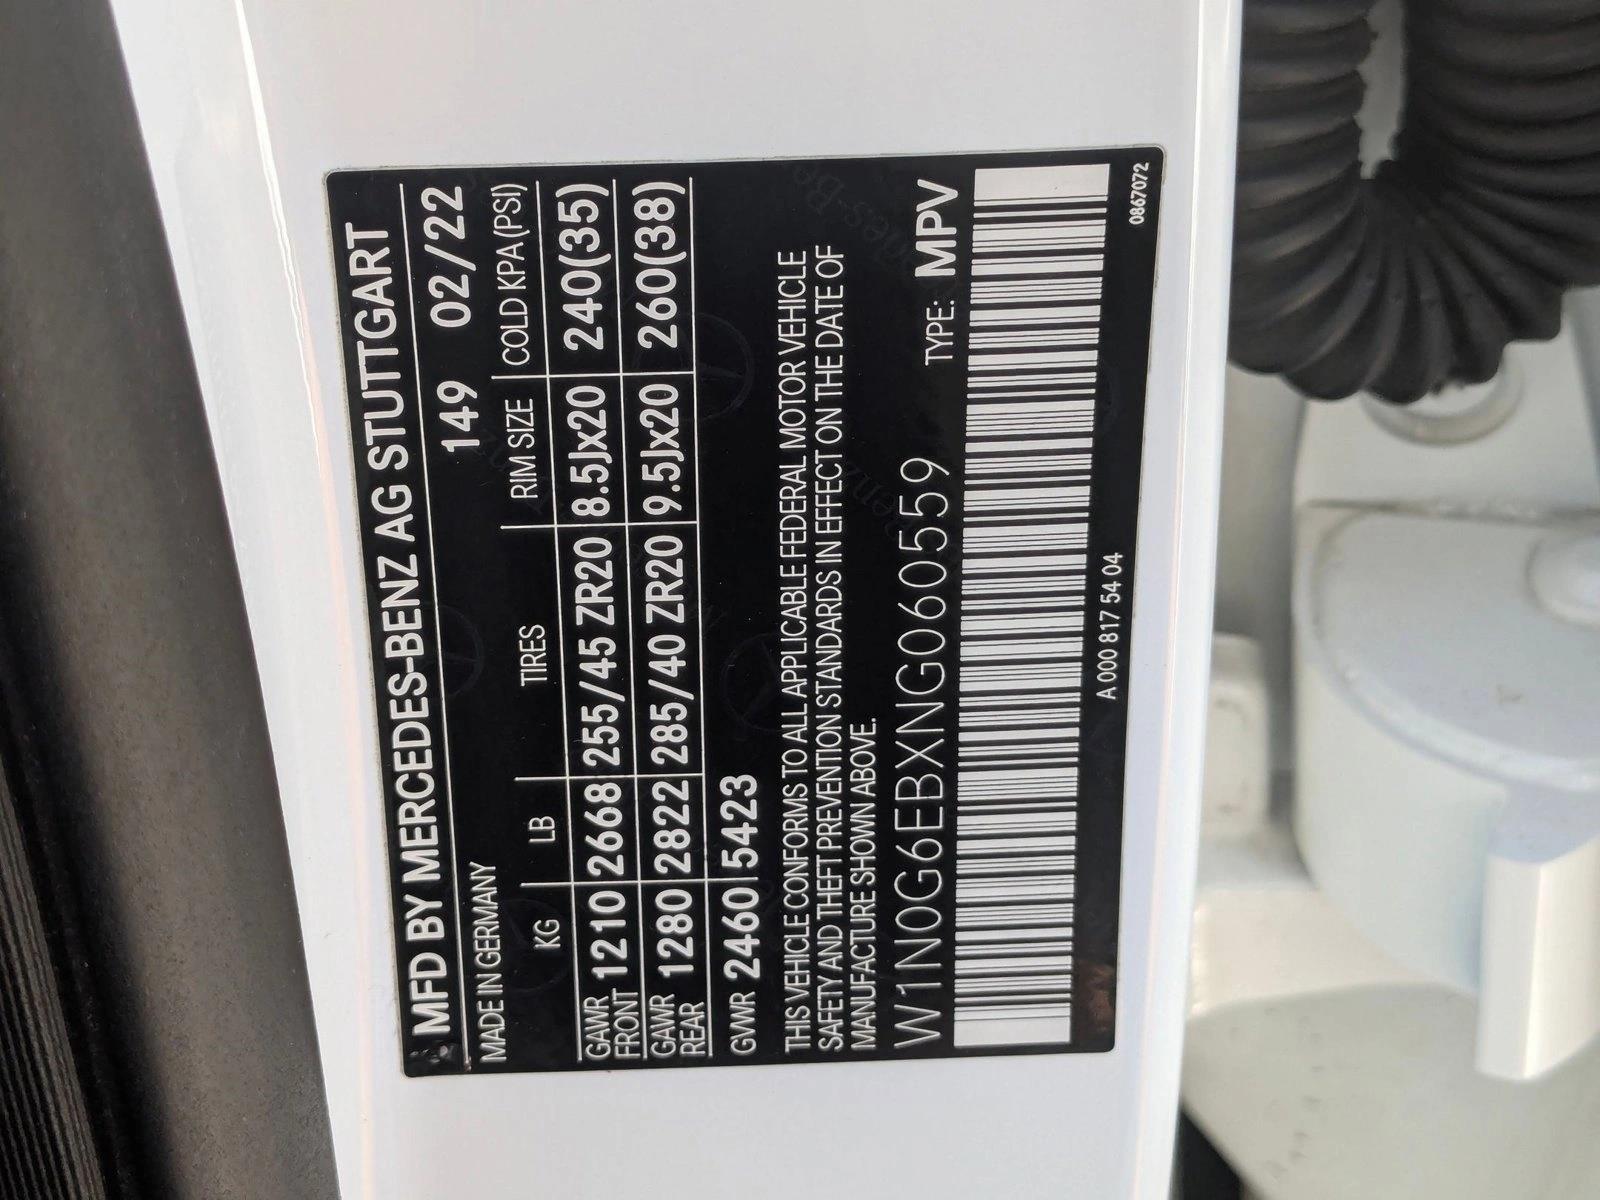 MFD BY MERCEDES-BENZ AG STUTTGART
MADE IN GERMANY 149 02/22
KG LB TIRES RIM SIZE COLD KPA (PSI)
GAWR FRONT 1210 2668 255/45 ZR20 8.5Jx20 240(35)
GAWR REAR 1280 2822 285/40 ZR20 9.5Jx20 260(38)
GVWR 2460 5423
THIS VEHICLE CONFORMS TO ALL APPLICABLE FEDERAL MOTOR VEHICLE
SAFETY AND THEFT PREVENTION STANDARDS IN EFFECT ON THE DATE OF
MANUFACTURE SHOWN ABOVE.
W1N0G6EBXNG060559 TYPE: MPV
A 000 817 54 04 0867072